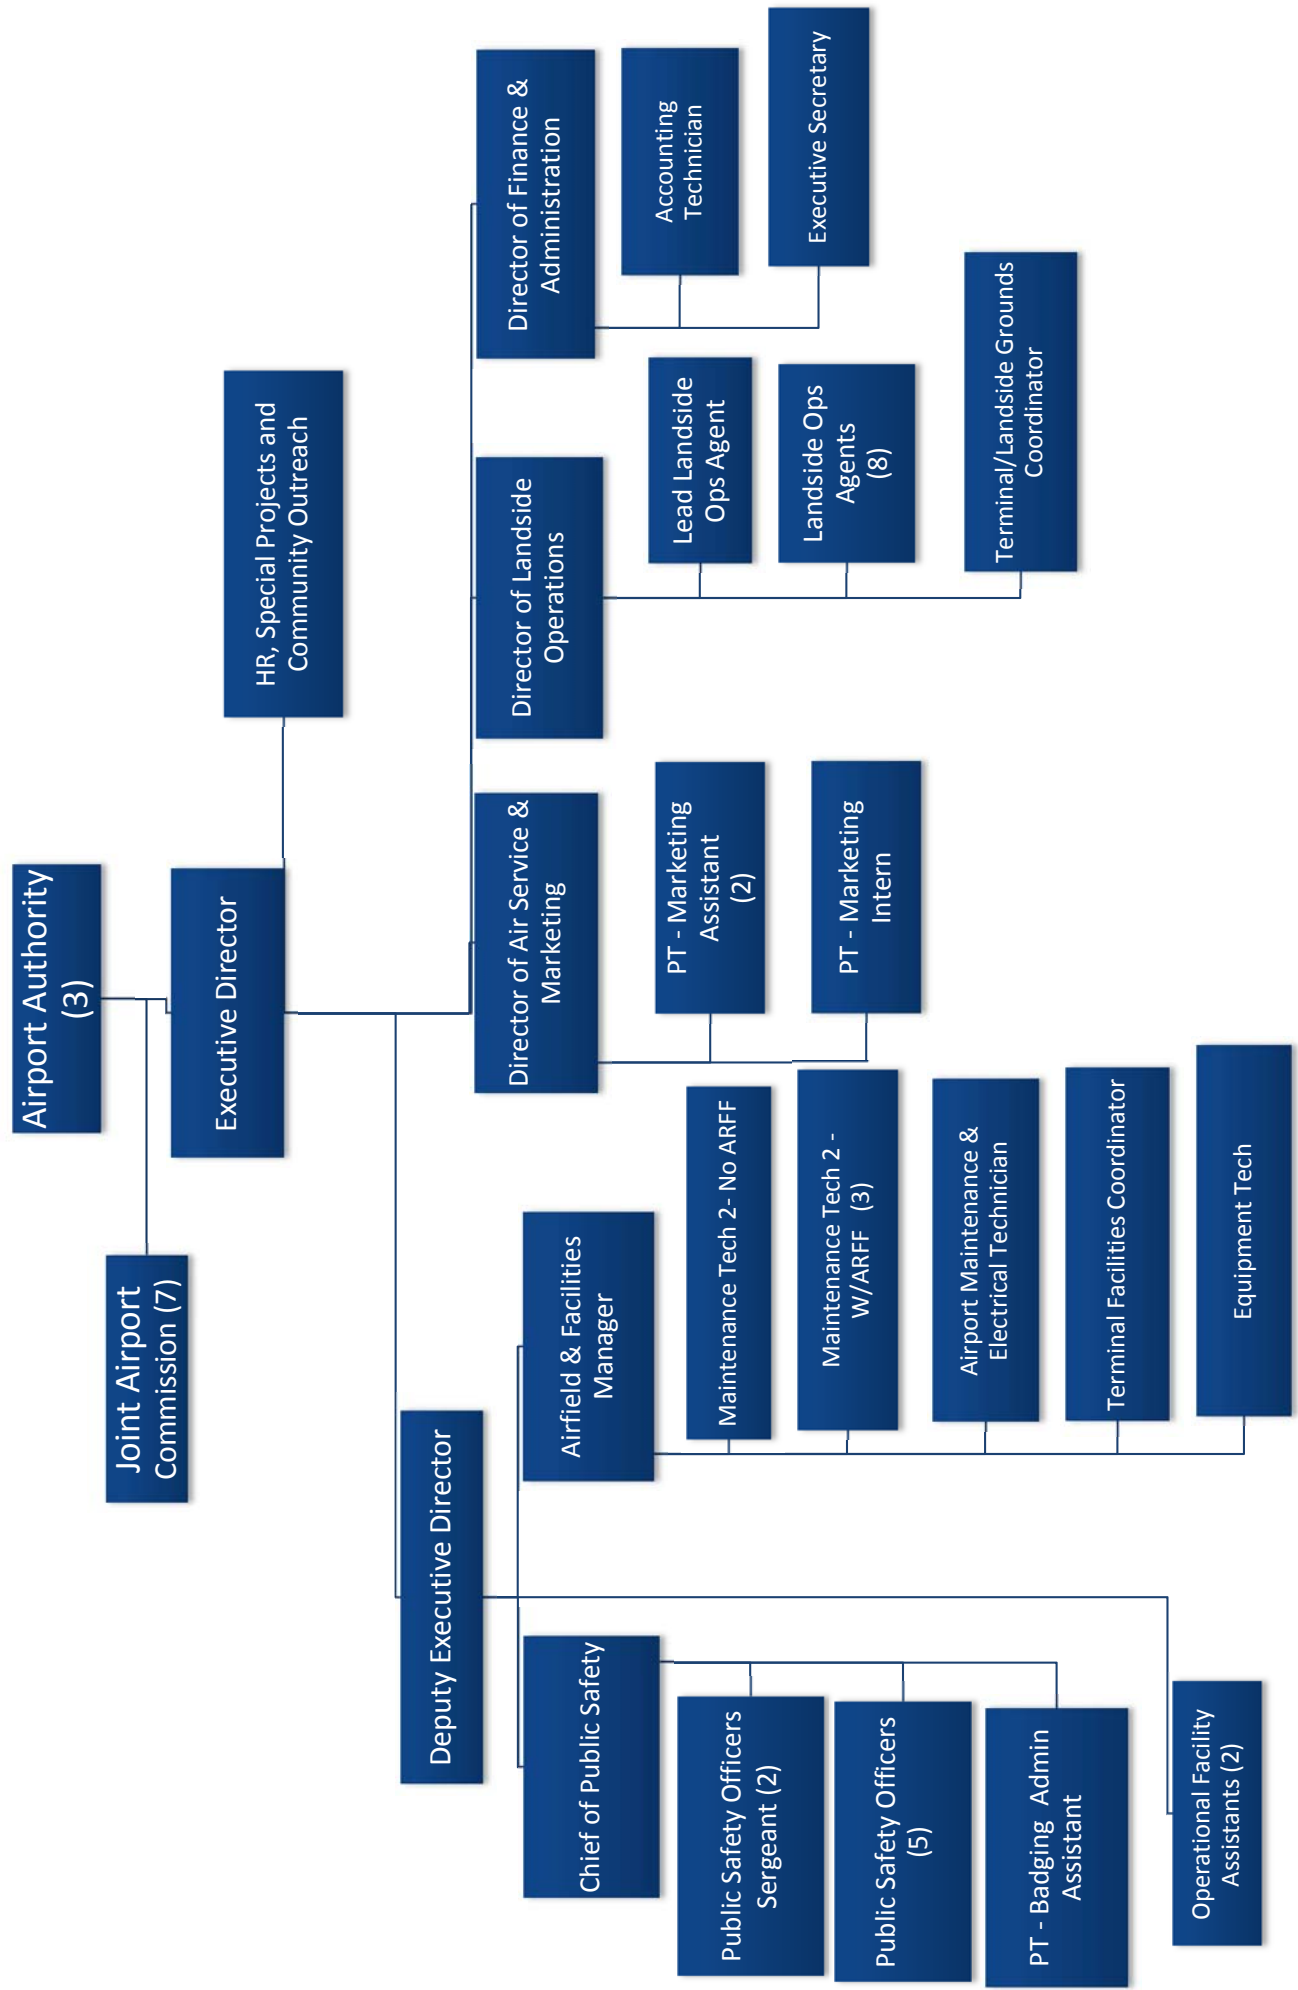 Airport Authority
(3)
Joint Airport
Commission (7)
Executive Director
HR, Special Projects and
Community Outreach
Deputy Executive Director
Director of Air Service &
Marketing
Director of Landside
Operations
Director of Finance &
Administration
Chief of Public Safety
Airfield & Facilities
Manager
Public Safety Officers
Sergeant (2)
Public Safety Officers
(5)
PT - Badging Admin
Assistant
Operational Facility
Assistants (2)
Maintenance Tech 2- No ARFF
Maintenance Tech 2 -
W/ARFF (3)
Airport Maintenance &
Electrical Technician
Terminal Facilities Coordinator
Equipment Tech
PT - Marketing
Assistant
(2)
PT - Marketing
Intern
Lead Landside
Ops Agent
Landside Ops
Agents
(8)
Terminal/Landside Grounds
Coordinator
Accounting
Technician
Executive Secretary